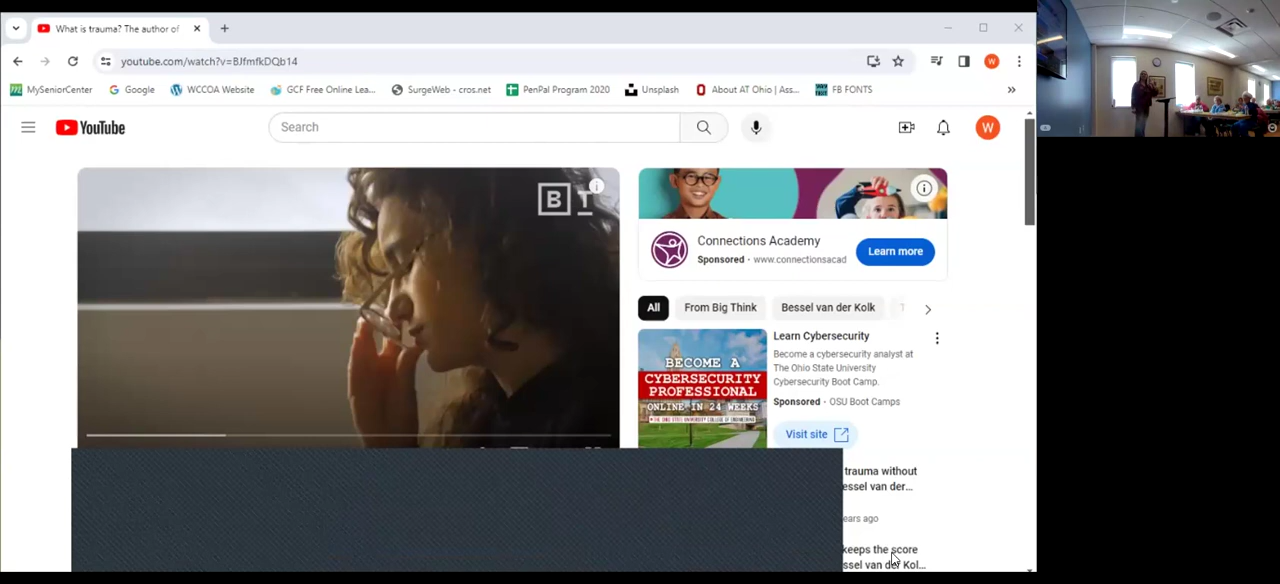 What is trauma? The author of
youtube.com/watch?v=BJfmfkDQb14
W
MySeniorCenter
Google
WCCOA Website
GCF Free Online Lea...
SurgeWeb - cros.net
PenPal Program 2020
Unsplash
About AT Ohio | Ass...
FB FONTS
»
YouTube
Search
W
B T
Connections Academy
Sponsored · www.connectionsacad
Learn more
All
From Big Think
Bessel van der Kolk
Learn Cybersecurity
Become a cybersecurity analyst at
The Ohio State University
Cybersecurity Boot Camp.
Sponsored · OSU Boot Camps
Visit site
BECOME A
CYBERSECURITY
PROFESSIONAL
ONLINE IN 24 WEEKS
trauma without
essel van der...
ears ago
keeps the score
ssel van der Kol...